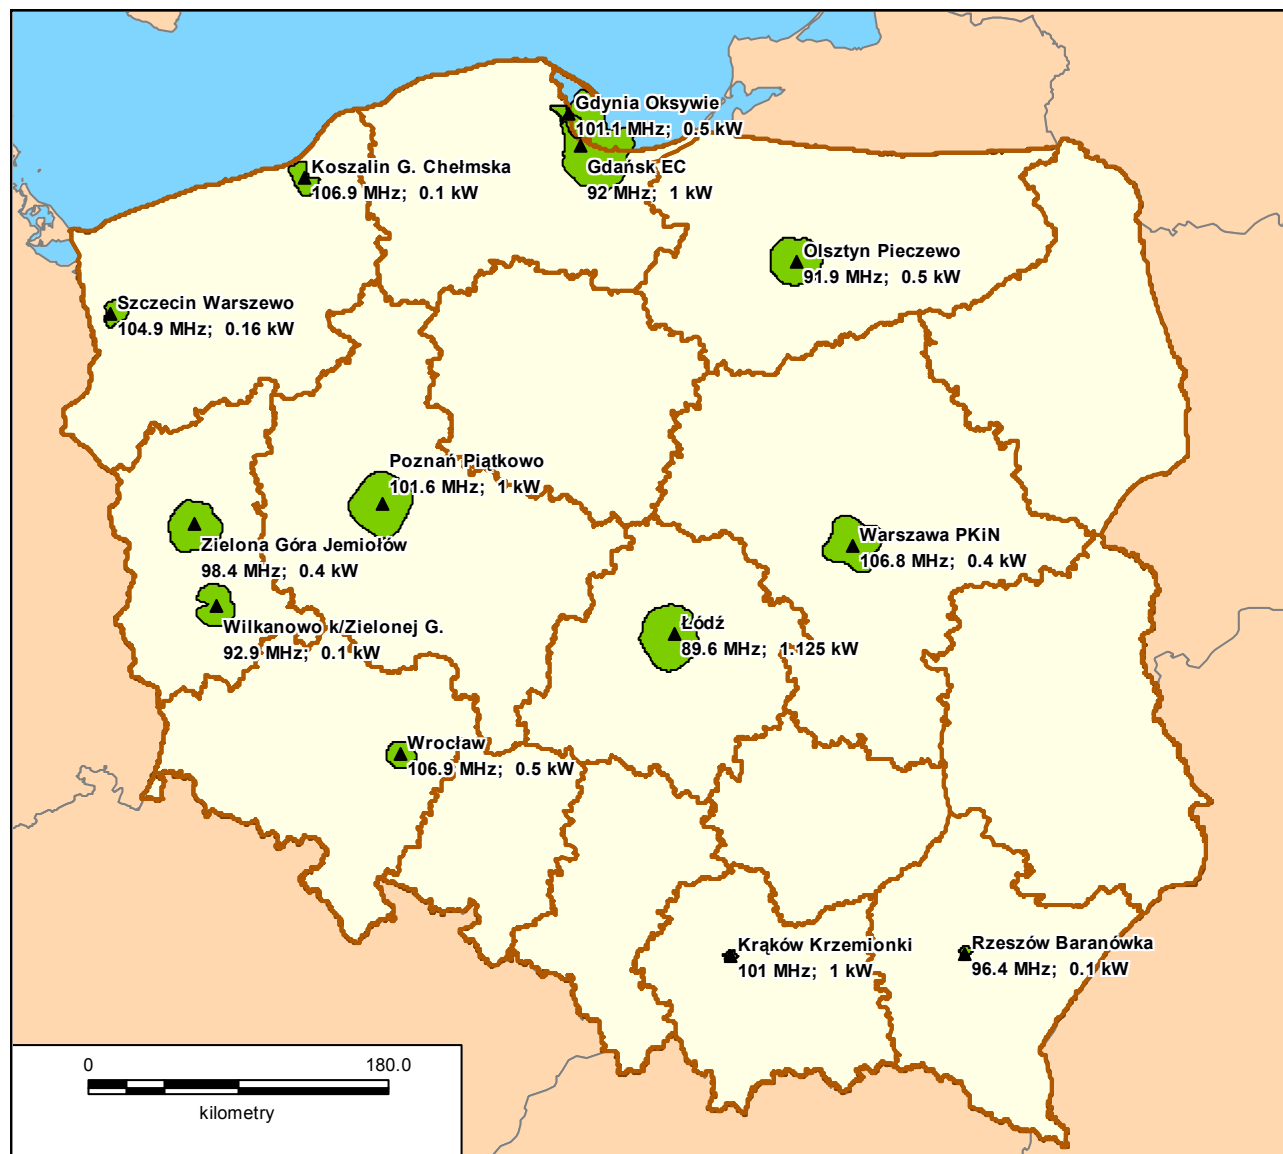 Gdynia Oksywie
101.1 MHz; 0.5 kW
Gdańsk EC
92 MHz; 1 kW
Koszalin G. Chełmska
106.9 MHz; 0.1 kW
Olsztyn Pieczewo
91.9 MHz; 0.5 kW
Szczecin Warszewo
104.9 MHz; 0.16 kW
Poznań Piątkowo
101.6 MHz; 1 kW
Zielona Góra Jemiołów
98.4 MHz; 0.4 kW
Warszawa PKiN
106.8 MHz; 0.4 kW
Wilkanowo k/Zielonej G.
92.9 MHz; 0.1 kW
Łódź
89.6 MHz; 1.125 kW
Wrocław
106.9 MHz; 0.5 kW
Krąków Krzemionki
101 MHz; 1 kW
Rzeszów Baranówka
96.4 MHz; 0.1 kW
0 180.0
kilometry